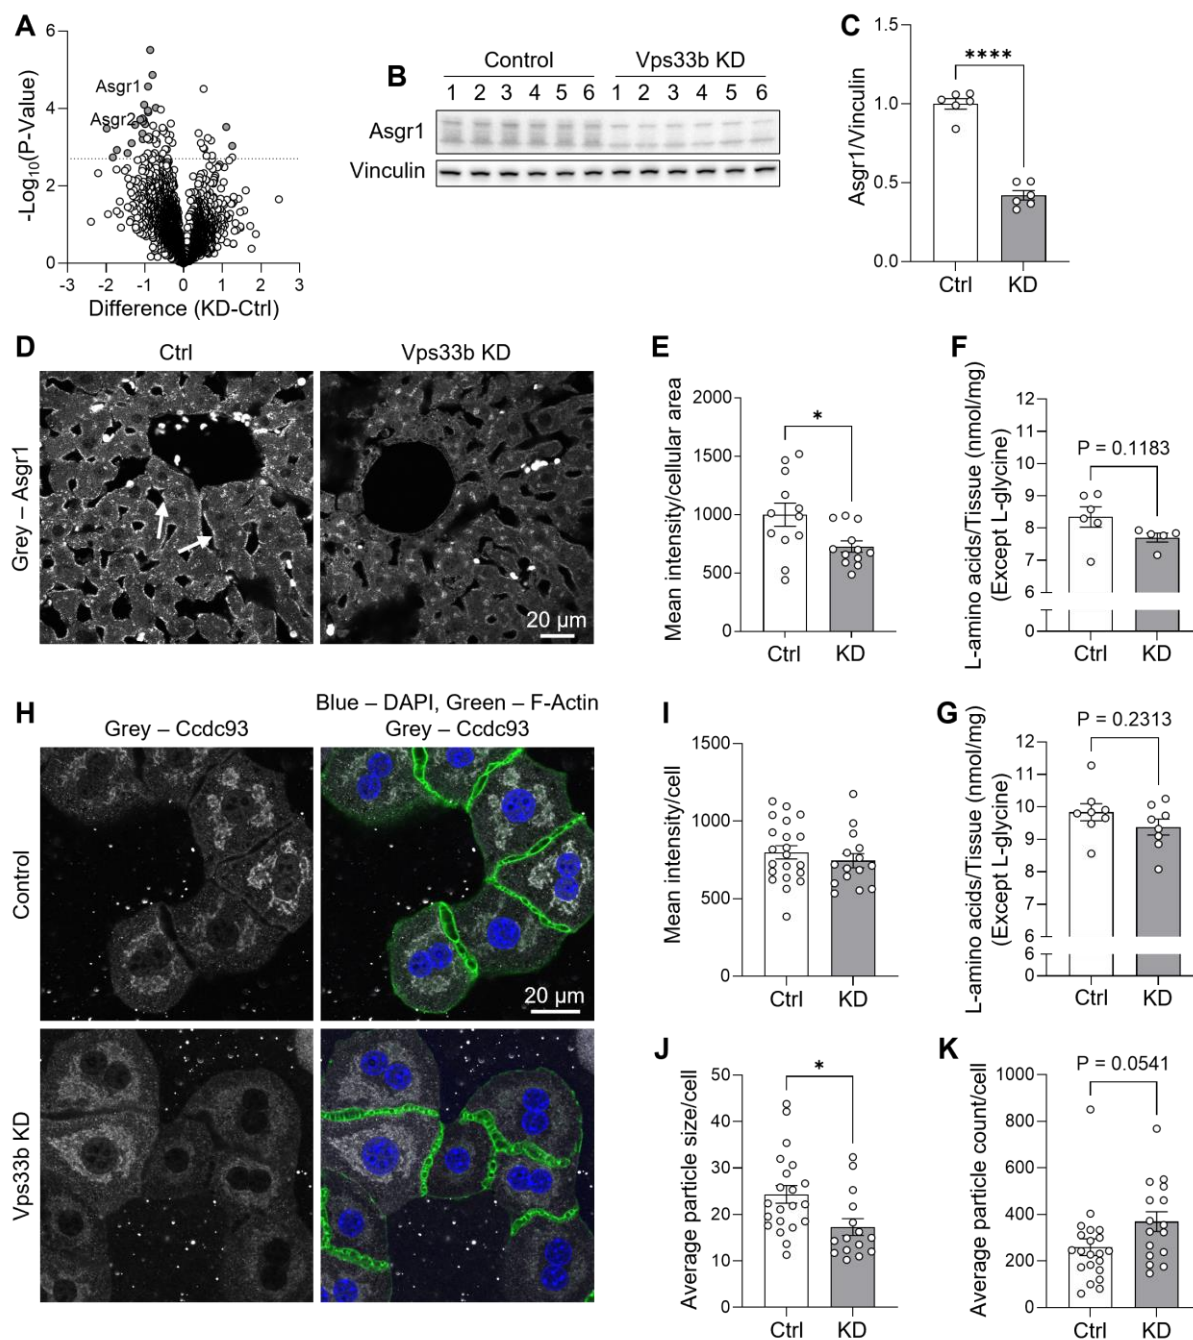 A
6
4
2
0
-Log10(P-Value)
Asgr1
Asgr2
-3 -2 -1 0 1 2 3
Difference (KD-Ctrl)
B
Control Vps33b KD
1 2 3 4 5 6 1 2 3 4 5 6
Asgr1
Vinculin
C
Asgr1/Vinculin
1.5
1.0
0.5
0.0
****
Ctrl KD
D
Ctrl Vps33b KD
Grey – Asgr1
20 µm
E
Mean intensity/cellular area
2000
1500
1000
500
0
*
Ctrl KD
F
L-amino acids/Tissue (nmol/mg)
(Except L-glycine)
12
11
10
9
8
7
6
6
0
P = 0.1183
Ctrl KD
H
Grey – Ccdc93
Blue – DAPI, Green – F-Actin
Grey – Ccdc93
Control
20 µm
Vps33b KD
I
Mean intensity/cell
1500
1000
500
0
Ctrl KD
G
L-amino acids/Tissue (nmol/mg)
(Except L-glycine)
12
11
10
9
8
7
6
6
0
P = 0.2313
Ctrl KD
J
Average particle size/cell
50
40
30
20
10
0
*
Ctrl KD
K
Average particle count/cell
1000
800
600
400
200
0
P = 0.0541
Ctrl KD